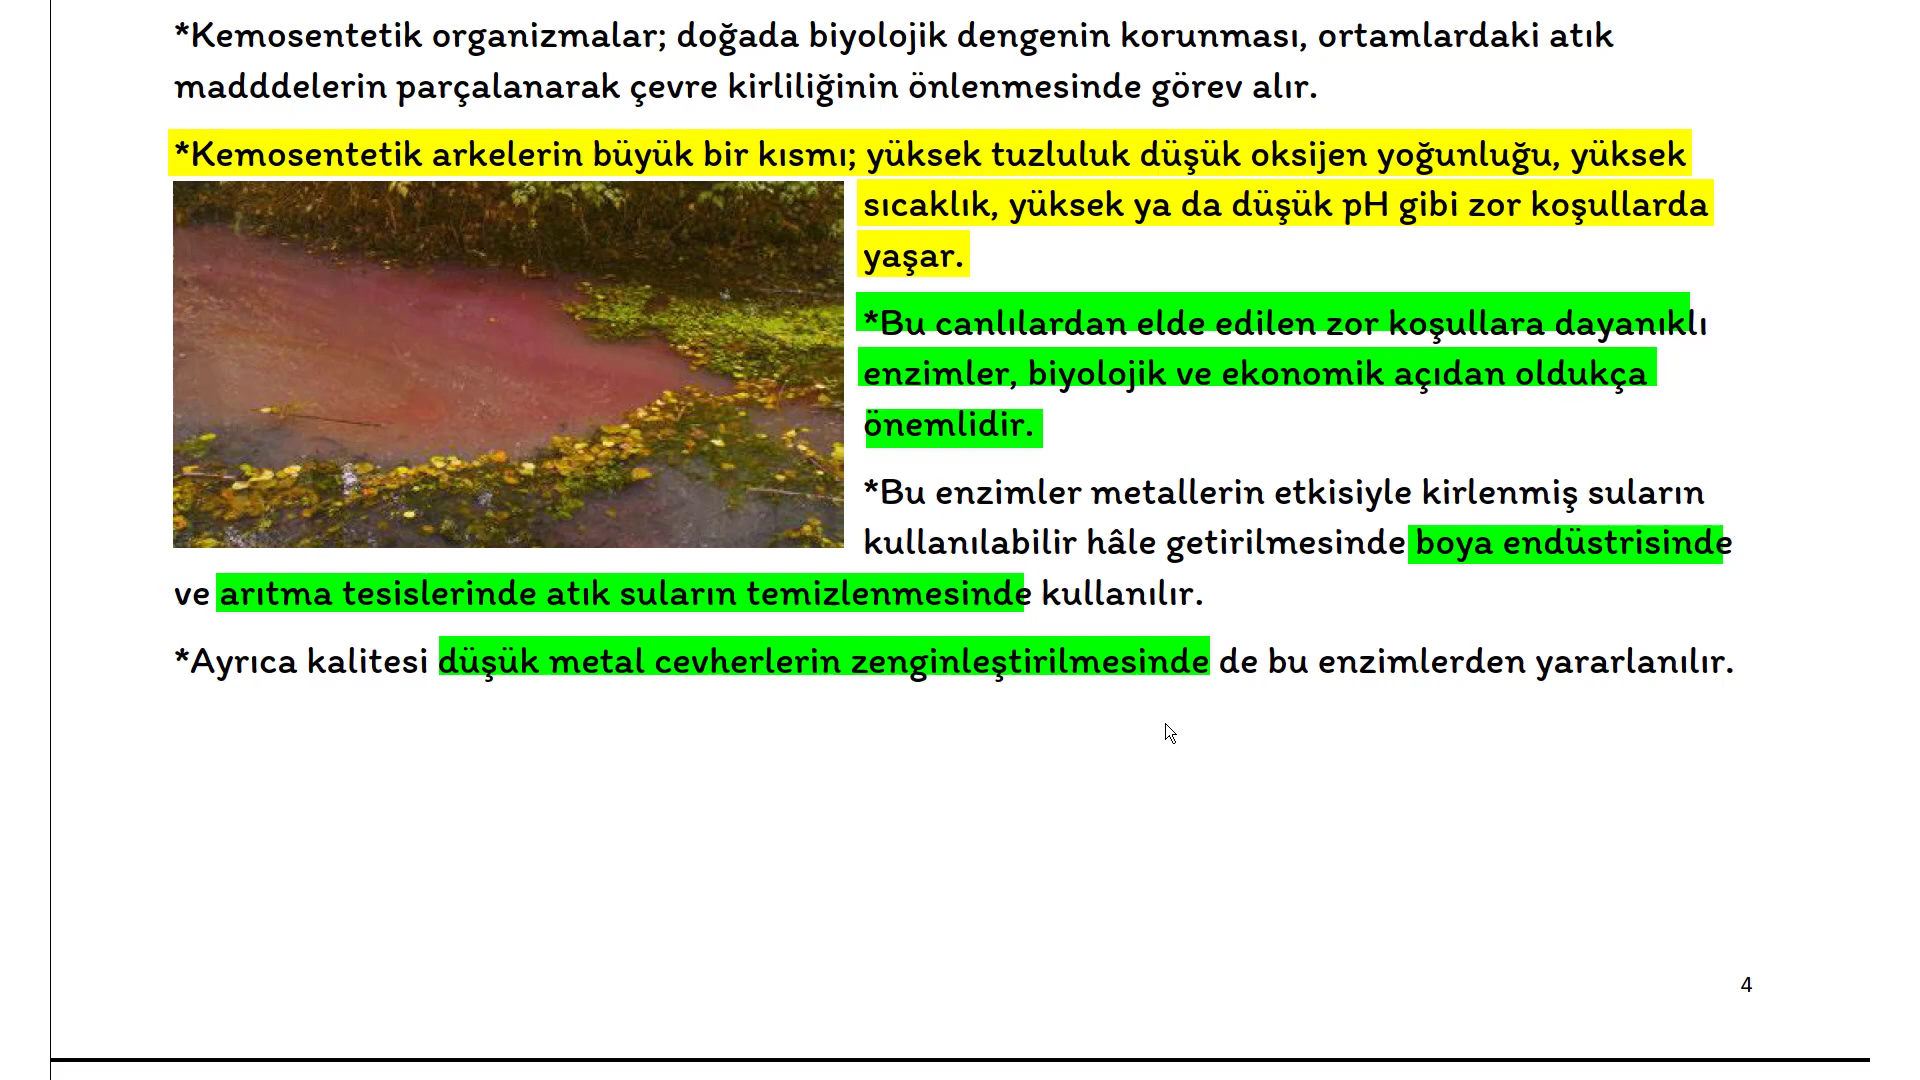 *Kemosentetik organizmalar; doğada biyolojik dengenin korunması, ortamlardaki atık
madddelerin parçalanarak çevre kirliliğinin önlenmesinde görev alır.
*Kemosentetik arkelerin büyük bir kısmı; yüksek tuzluluk düşük oksijen yoğunluğu, yüksek
sıcaklık, yüksek ya da düşük pH gibi zor koşullarda
yaşar.
*Bu canlılardan elde edilen zor koşullara dayanıklı
enzimler, biyolojik ve ekonomik açıdan oldukça
önemlidir.
*Bu enzimler metallerin etkisiyle kirlenmiş suların
kullanılabilir hâle getirilmesinde boya endüstrisinde
ve arıtma tesislerinde atık suların temizlenmesinde kullanılır.
*Ayrıca kalitesi düşük metal cevherlerin zenginleştirilmesinde de bu enzimlerden yararlanılır.
4